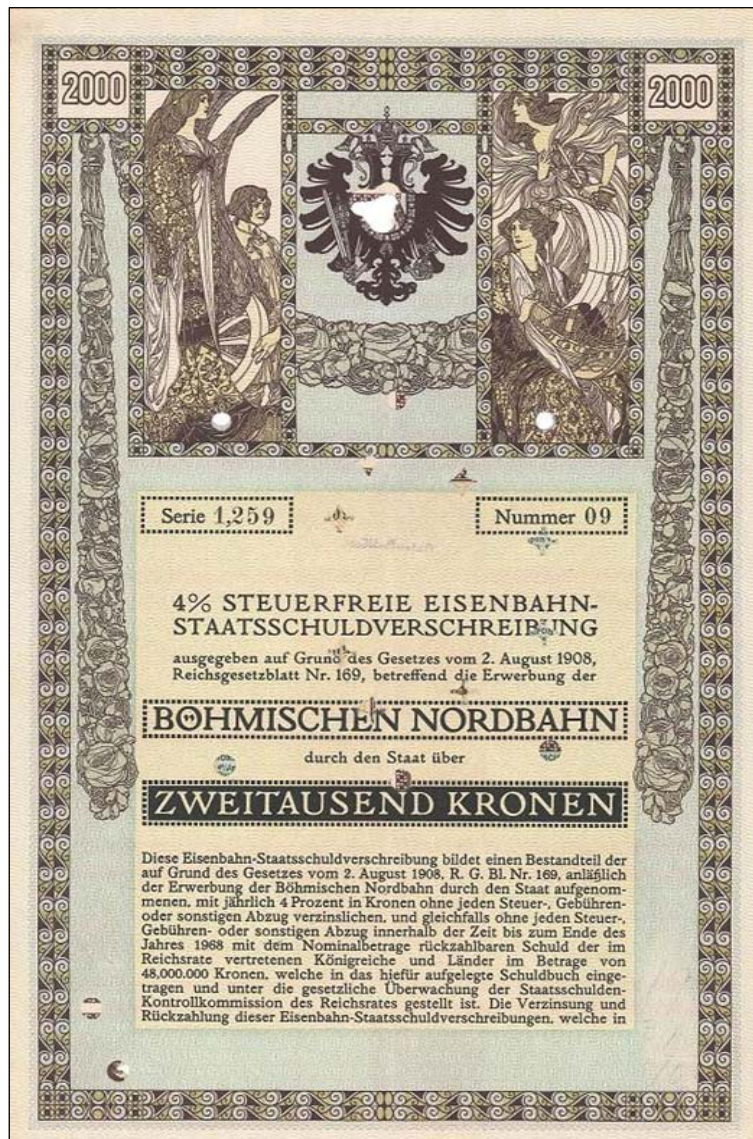 2000 2000
Serie 1,259 Nummer 09
4% STEUERFREIE EISENBAHN-
STAATSSCHULDVERSCHREIBUNG
ausgegeben auf Grund des Gesetzes vom 2. August 1908,
Reichsgesetzblatt Nr. 169, betreffend die Erwerbung der
BÖHMISCHEN NORDBAHN
durch den Staat über
ZWEITAUSEND KRONEN
Diese Eisenbahn-Staatsschuldverschreibung bildet einen Bestandteil der
auf Grund des Gesetzes vom 2. August 1908, R. G. Bl. Nr. 169, anläßlich
der Erwerbung der Böhmischen Nordbahn durch den Staat aufgenom-
menen, mit jährlich 4 Prozent in Kronen ohne jeden Steuer-, Gebühren-
oder sonstigen Abzug verzinslichen, und gleichfalls ohne jeden Steuer-,
Gebühren- oder sonstigen Abzug innerhalb der Zeit bis zum Ende des
Jahres 1968 mit dem Nominalbetrage rückzahlbaren Schuld der im
Reichsrate vertretenen Königreiche und Länder im Betrage von
48,000.000 Kronen, welche in das hiefür aufgelegte Schuldbuch einge-
tragen und unter die gesetzliche Überwachung der Staatsschulden-
Kontrollkommission des Reichsrates gestellt ist. Die Verzinsung und
Rückzahlung dieser Eisenbahn-Staatsschuldverschreibungen, welche in